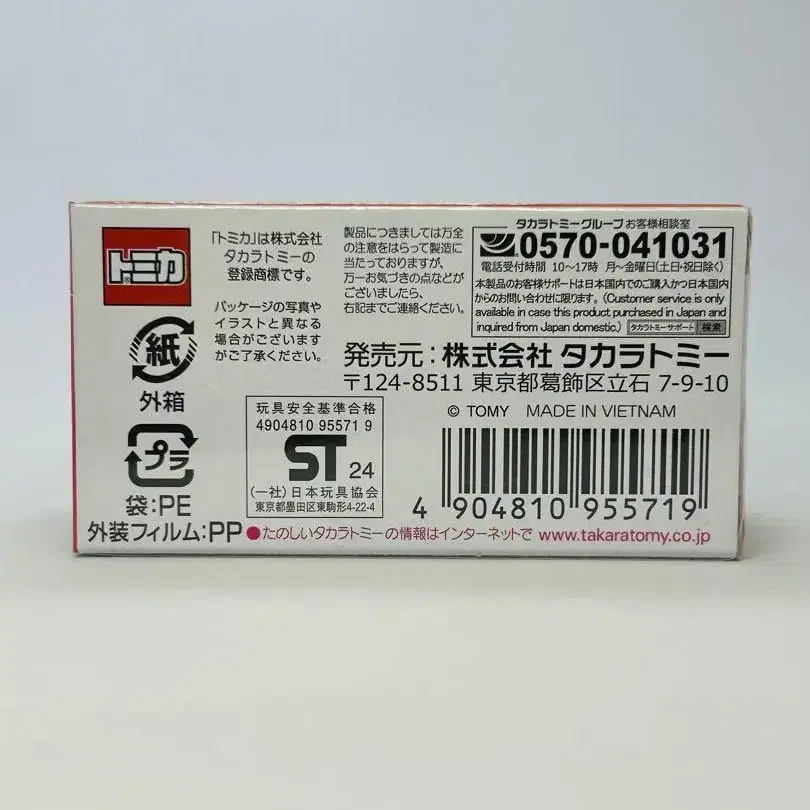 トミカ
®
「トミカ」は株式会社
タカラトミーの
登録商標です。
パッケージの写真や
イラストと異なる
場合がございます
がご了承ください。
紙
外箱
プラ
袋:PE
外装フィルム:PP
製品につきましては万全
の注意をはらって製造に
当たっておりますが、
万一お気づきの点などが
ございましたら、
右記までご連絡ください。
タカラトミーグループ お客様相談室
0570-041031
電話受付時間 10〜17時 月〜金曜日(土日・祝日除く)
本製品のお客様サポートは日本国内でのご購入かつ日本国内
からのお問い合わせに限ります。(Customer service is only
available in case this product purchased in Japan and
inquired from Japan domestic.) タカラトミーサポート 検索
発売元:株式会社 タカラトミー
〒124-8511 東京都葛飾区立石 7-9-10
© TOMY MADE IN VIETNAM
玩具安全基準合格
4904810 95571 9
ST 24
(一社)日本玩具協会
東京都墨田区東駒形4-22-4
4 904810 955719
●たのしいタカラトミーの情報はインターネットで www.takaratomy.co.jp